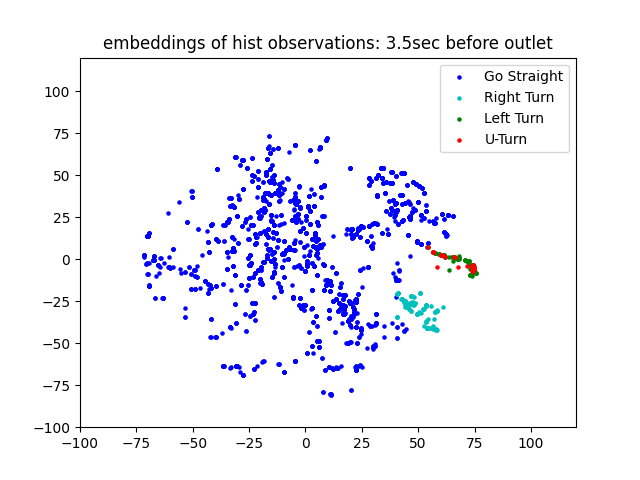 embeddings of hist observations: 3.5sec before outlet
Go Straight
Right Turn
Left Turn
U-Turn
100
75
50
25
0
−25
−50
−75
−100
−100 −75 −50 −25 0 25 50 75 100